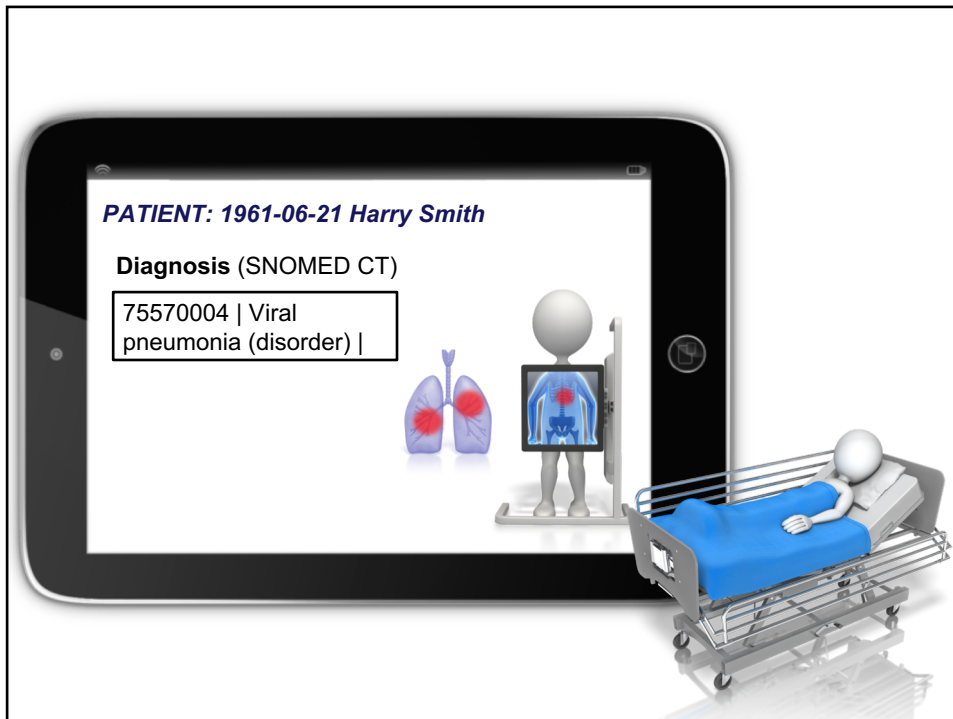 PATIENT: 1961-06-21 Harry Smith
Diagnosis (SNOMED CT)
75570004 | Viral
pneumonia (disorder) |